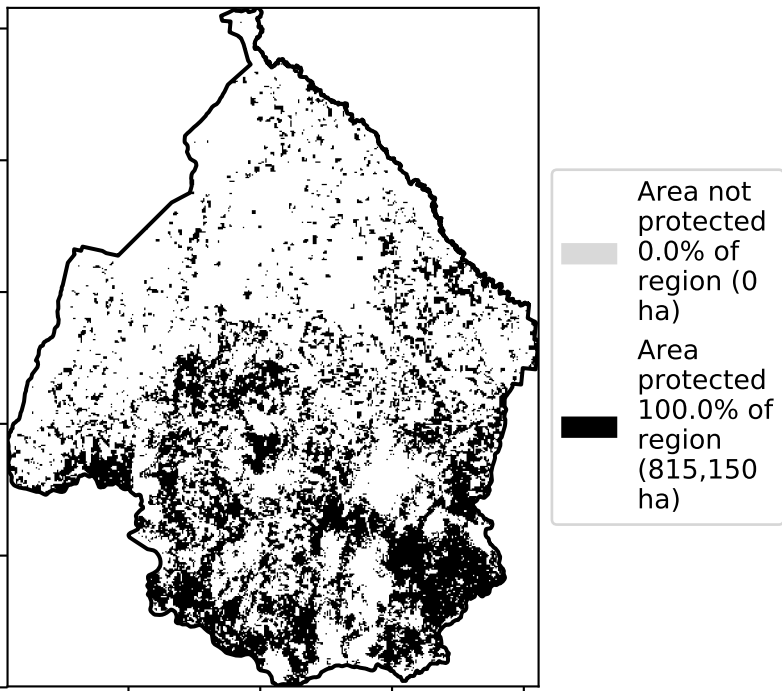 Area not
protected
0.0% of
region (0
ha)
Area
protected
100.0% of
region
(815,150
ha)